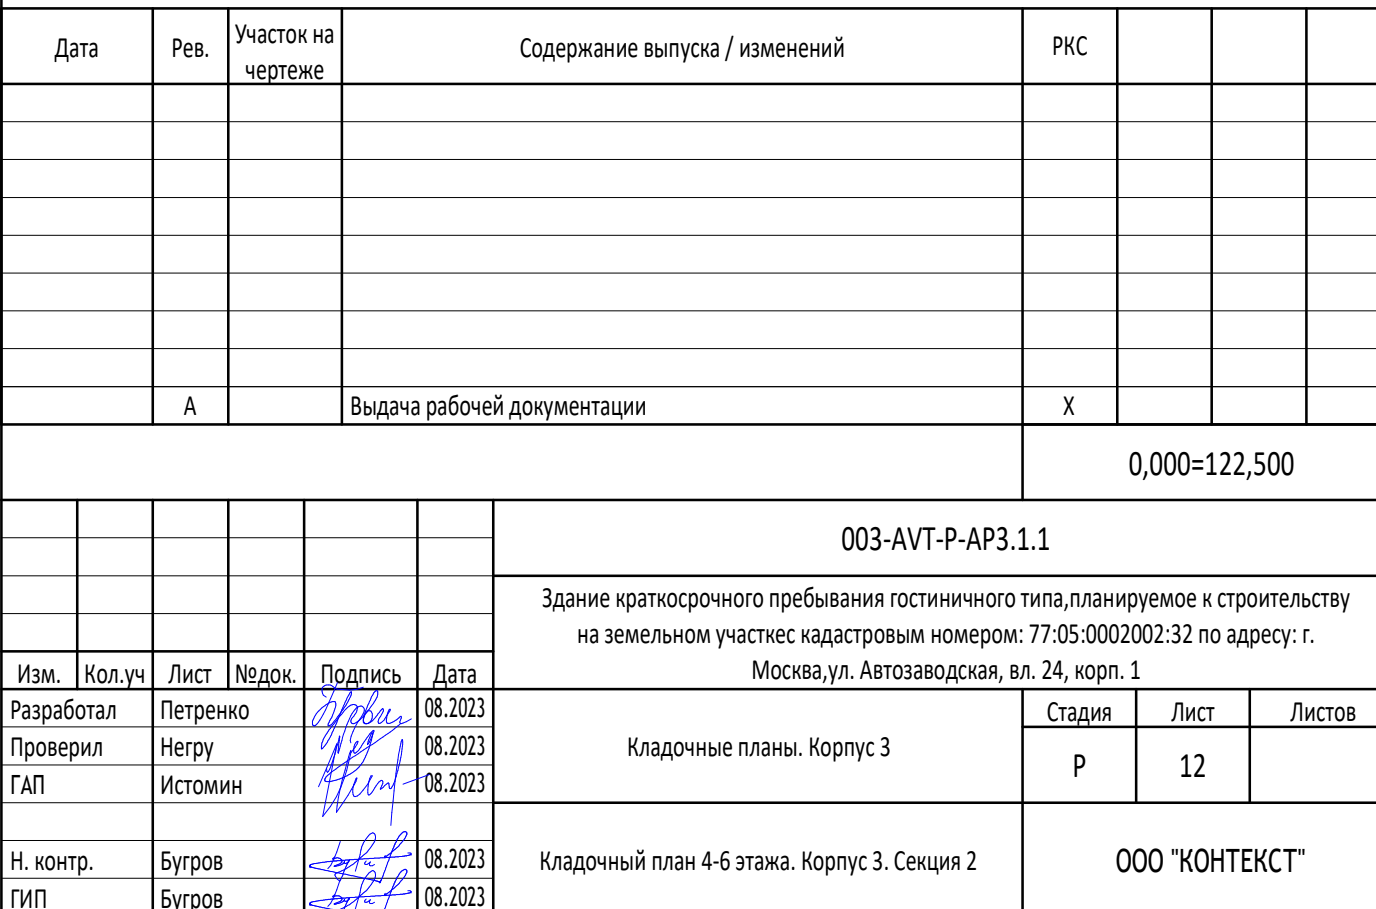 Дата Рев. Участок на чертеже Содержание выпуска / изменений РКС
А Выдача рабочей документации Х
0,000=122,500
003-AVT-P-AP3.1.1
Здание краткосрочного пребывания гостиничного типа,планируемое к строительству
на земельном участкес кадастровым номером: 77:05:0002002:32 по адресу: г.
Москва,ул. Автозаводская, вл. 24, корп. 1
Изм. Кол.уч Лист №док. Подпись Дата
Разработал Петренко 08.2023
Проверил Негру 08.2023
ГАП Истомин 08.2023
Н. контр. Бугров 08.2023
ГИП Бугров 08.2023
Кладочные планы. Корпус 3
Стадия Лист Листов
Р 12
Кладочный план 4-6 этажа. Корпус 3. Секция 2
ООО "КОНТЕКСТ"